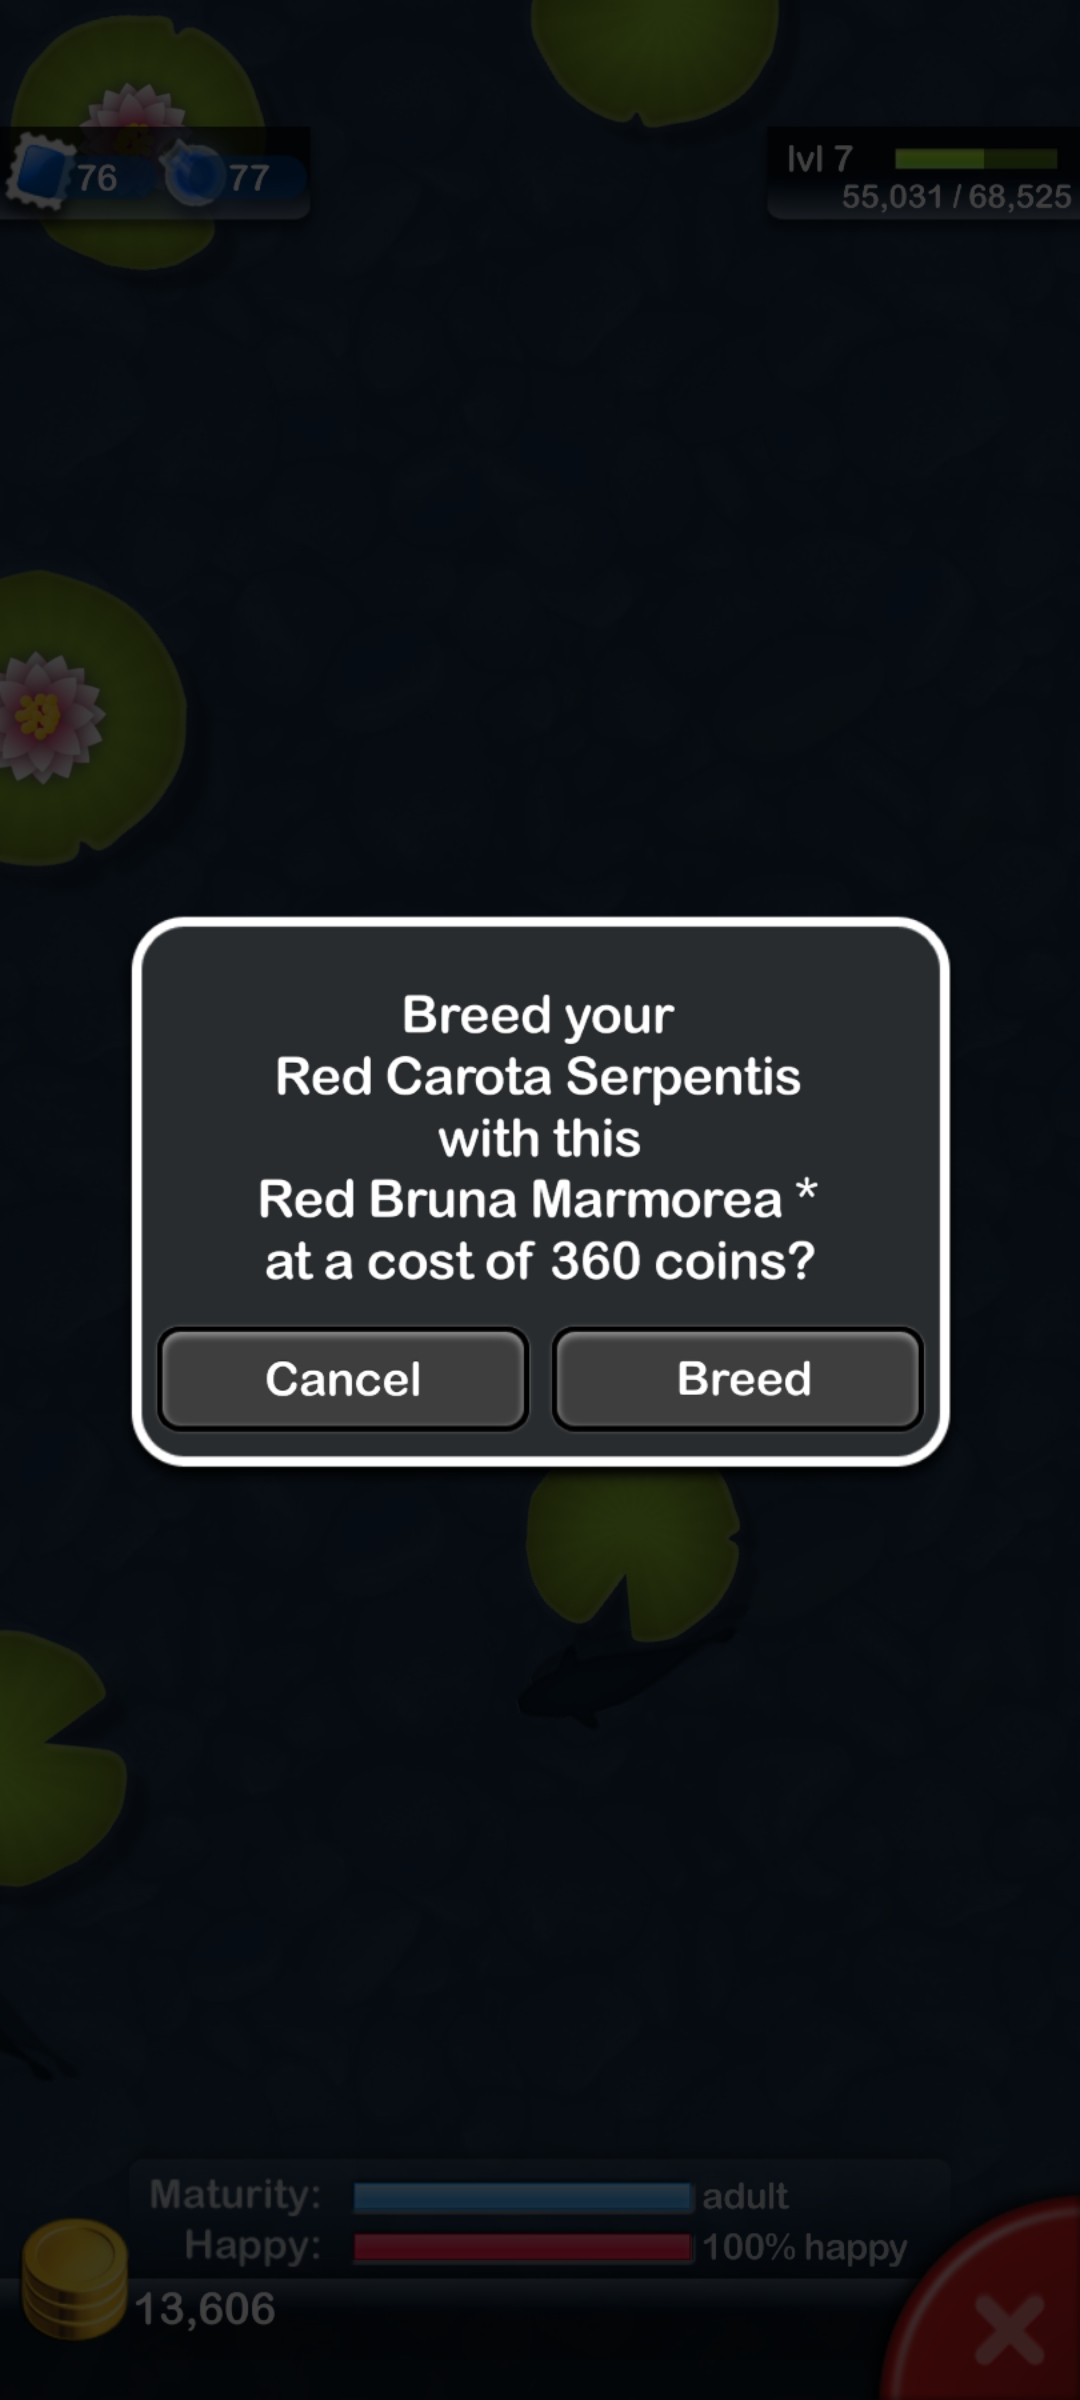 76
77
lvl 7
55,031 / 68,525
Breed your
Red Carota Serpentis
with this
Red Bruna Marmorea *
at a cost of 360 coins?
Cancel
Breed
Maturity: adult
Happy: 100% happy
13,606